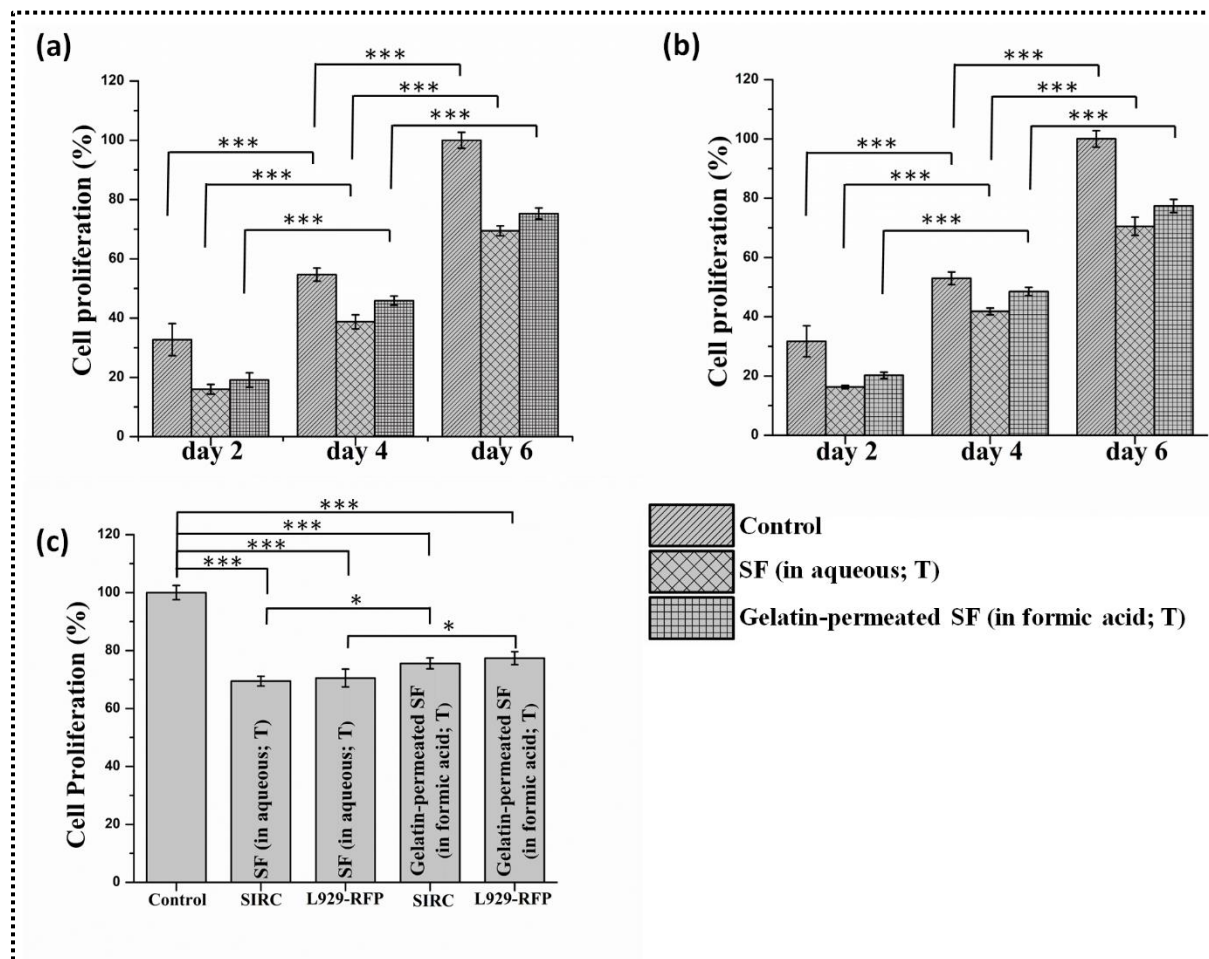 (a)
***
***
***
***
***
***
120
100
80
60
40
20
0
Cell proliferation (%)
day 2
day 4
day 6
(b)
***
***
***
***
***
***
120
100
80
60
40
20
0
Cell proliferation (%)
day 2
day 4
day 6
(c)
***
***
***
***
*
*
120
100
80
60
40
20
0
Cell Proliferation (%)
SF (in aqueous; T)
SF (in aqueous; T)
Gelatin-permeated SF
(in formic acid; T)
Gelatin-permeated SF
(in formic acid; T)
Control
SIRC
L929-RFP
SIRC
L929-RFP
Control
SF (in aqueous; T)
Gelatin-permeated SF (in formic acid; T)